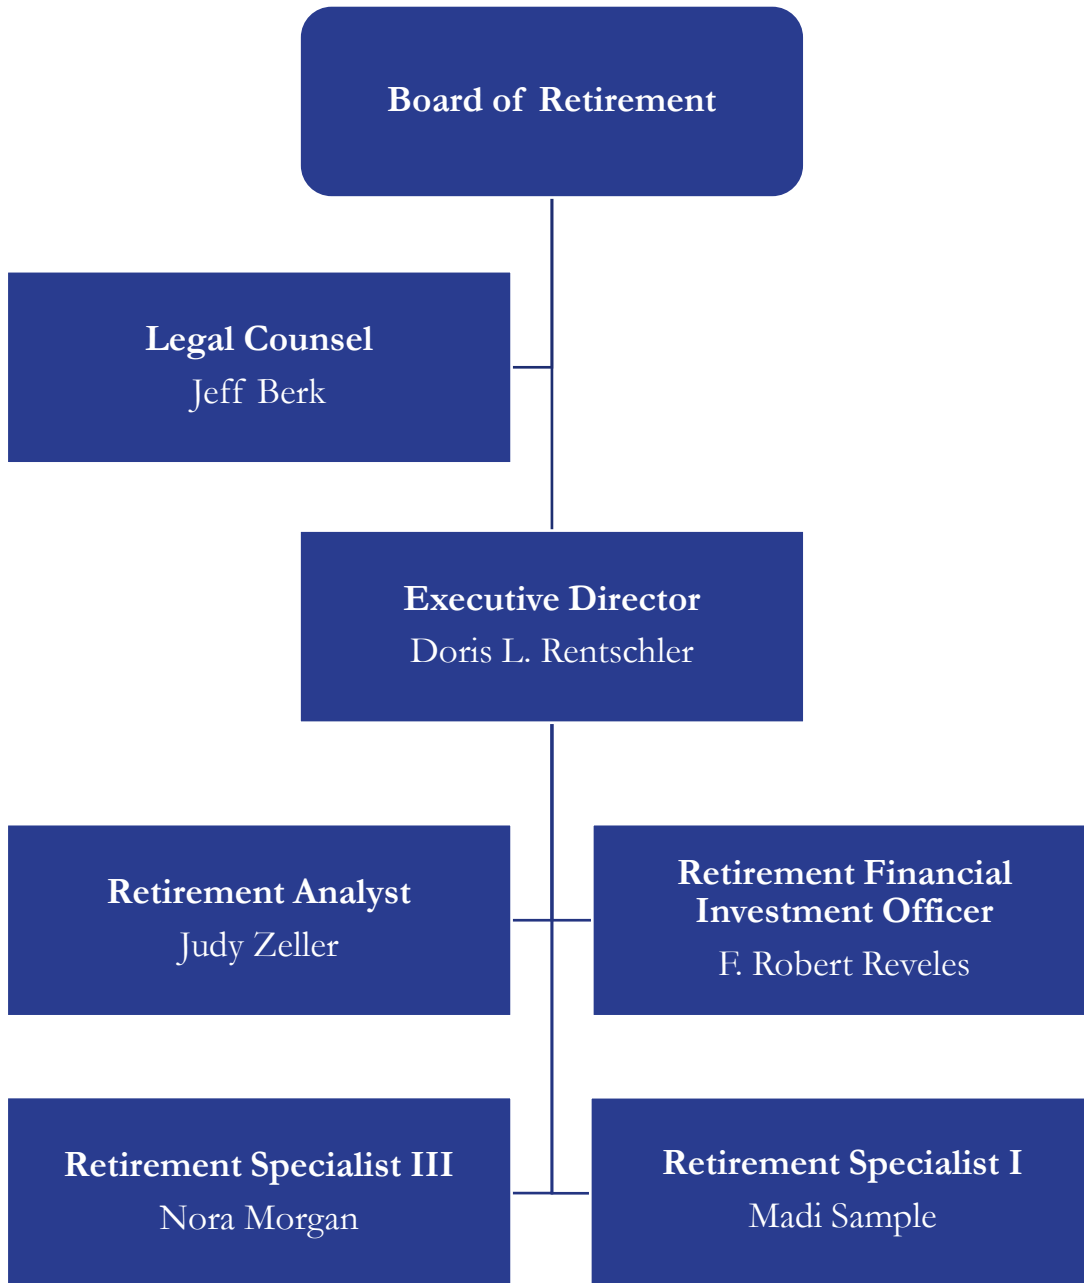 Board of Retirement
Legal Counsel
Jeff Berk
Executive Director
Doris L. Rentschler
Retirement Analyst
Judy Zeller
Retirement Financial
Investment Officer
F. Robert Reveles
Retirement Specialist III
Nora Morgan
Retirement Specialist I
Madi Sample